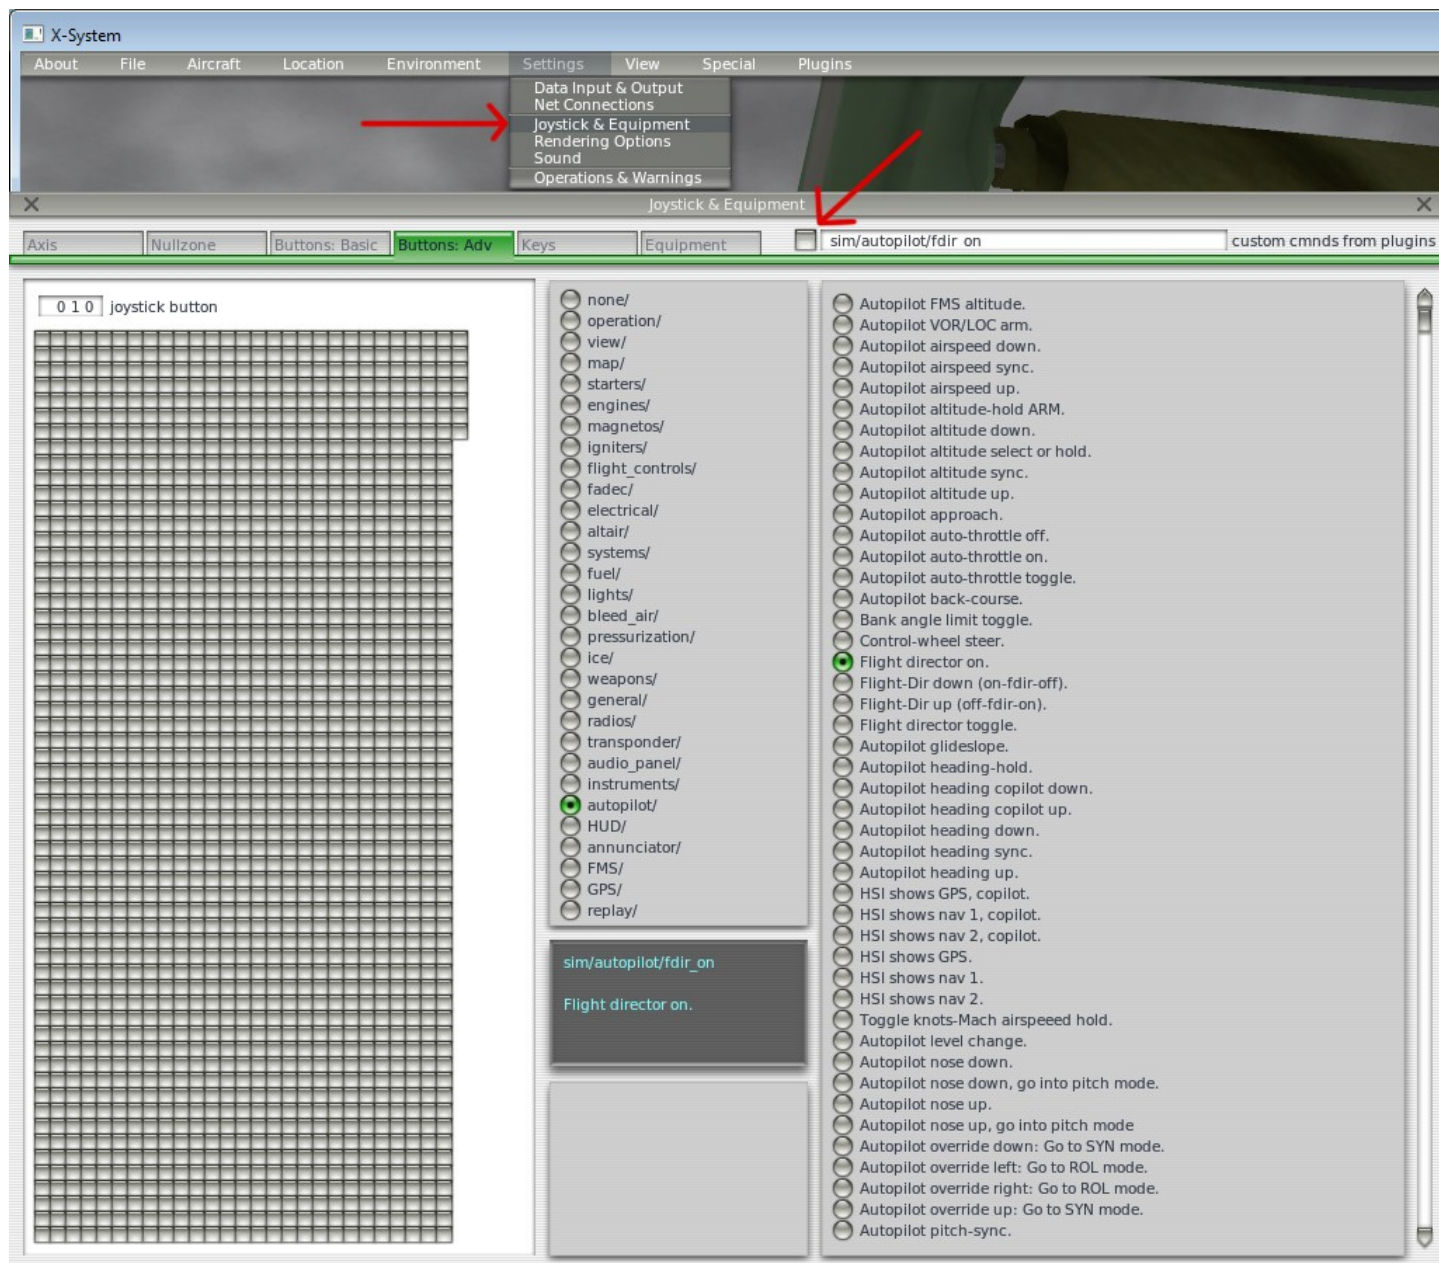 X-System
About File Aircraft Location Environment Settings View Special Plugins
Data Input & Output
Net Connections
Joystick & Equipment
Rendering Options
Sound
Operations & Warnings
Joystick & Equipment
Axis Nullzone Buttons: Basic Buttons: Adv Keys Equipment sim/autopilot/fdir_on custom cmnds from plugins
0 1 0 joystick button
none/
operation/
view/
map/
starters/
engines/
magnetos/
igniters/
flight_controls/
fadec/
electrical/
altair/
systems/
fuel/
lights/
bleed_air/
pressurization/
ice/
weapons/
general/
radios/
transponder/
audio_panel/
instruments/
autopilot/
HUD/
annunciator/
FMS/
GPS/
replay/
sim/autopilot/fdir_on
Flight director on.
Autopilot FMS altitude.
Autopilot VOR/LOC arm.
Autopilot airspeed down.
Autopilot airspeed sync.
Autopilot airspeed up.
Autopilot altitude-hold ARM.
Autopilot altitude down.
Autopilot altitude select or hold.
Autopilot altitude sync.
Autopilot altitude up.
Autopilot approach.
Autopilot auto-throttle off.
Autopilot auto-throttle on.
Autopilot auto-throttle toggle.
Autopilot back-course.
Bank angle limit toggle.
Control-wheel steer.
Flight director on.
Flight-Dir down (on-fdir-off).
Flight-Dir up (off-fdir-on).
Flight director toggle.
Autopilot glideslope.
Autopilot heading-hold.
Autopilot heading copilot down.
Autopilot heading copilot up.
Autopilot heading down.
Autopilot heading sync.
Autopilot heading up.
HSI shows GPS, copilot.
HSI shows nav 1, copilot.
HSI shows nav 2, copilot.
HSI shows GPS.
HSI shows nav 1.
HSI shows nav 2.
Toggle knots-Mach airspeeed hold.
Autopilot level change.
Autopilot nose down.
Autopilot nose down, go into pitch mode.
Autopilot nose up.
Autopilot nose up, go into pitch mode
Autopilot override down: Go to SYN mode.
Autopilot override left: Go to ROL mode.
Autopilot override right: Go to ROL mode.
Autopilot override up: Go to SYN mode.
Autopilot pitch-sync.